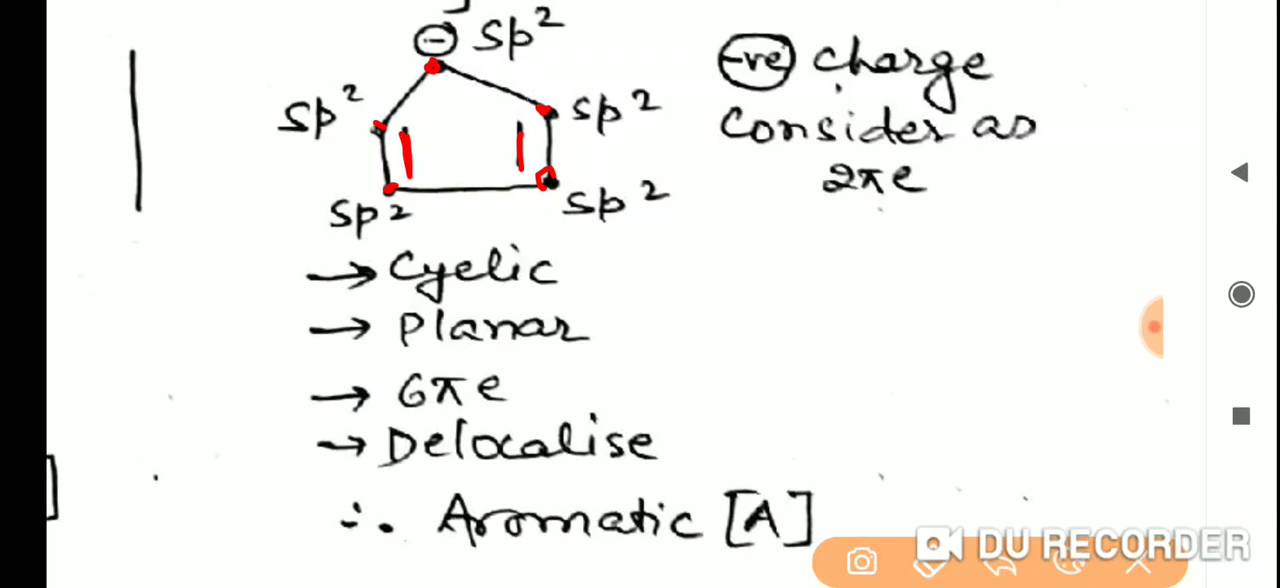 ⊖ sp²
sp² sp²
sp² sp²
-ve charge
consider as
2πe
→ Cyclic
→ Planar
→ 6πe
→ Delocalise
∴ Aromatic [A]
DU RECORDER